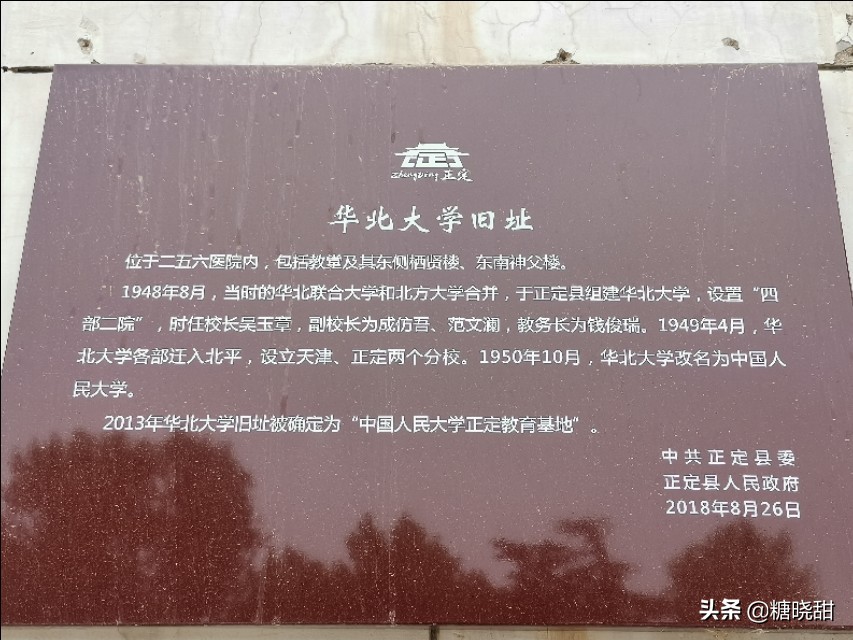 正定
zhengding 正定
华北大学旧址
位于二五六医院内，包括教堂及其东侧栖贤楼、东南神父楼。
1948年8月，当时的华北联合大学和北方大学合并，于正定县组建华北大学，设置“四
部二院”，时任校长吴玉章，副校长为成仿吾、范文澜，教务长为钱俊瑞。1949年4月，华
北大学各部迁入北平，设立天津、正定两个分校。1950年10月，华北大学改名为中国人
民大学。
2013年华北大学旧址被确定为“中国人民大学正定教育基地”。
中共正定县委
正定县人民政府
2018年8月26日
头条 @糖晓甜